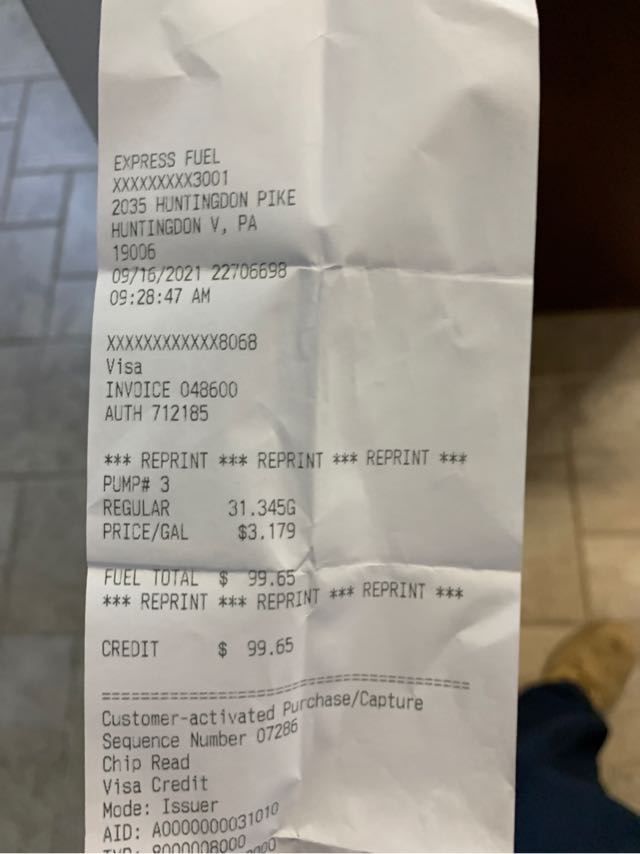 EXPRESS FUEL
XXXXXXXXX3001
2035 HUNTINGDON PIKE
HUNTINGDON V, PA
19006
09/16/2021 22706698
09:28:47 AM
XXXXXXXXXXXX8068
Visa
INVOICE 048600
AUTH 712185
*** REPRINT *** REPRINT *** REPRINT ***
PUMP# 3
REGULAR 31.345G
PRICE/GAL $3.179
FUEL TOTAL $ 99.65
*** REPRINT *** REPRINT *** REPRINT ***
CREDIT $ 99.65
=======================================
Customer-activated Purchase/Capture
Sequence Number 07286
Chip Read
Visa Credit
Mode: Issuer
AID: A0000000031010